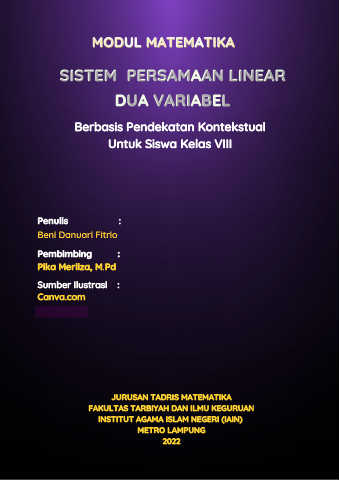 MODUL MATEMATIKA
SISTEM PERSAMAAN LINEAR
DUA VARIABEL
Berbasis Pendekatan Kontekstual
Untuk Siswa Kelas VIII
Penulis :
Beni Danuari Fitrio
Pembimbing :
Pika Merliza, M.Pd
Sumber Ilustrasi :
Canva.com
JURUSAN TADRIS MATEMATIKA
FAKULTAS TARBIYAH DAN ILMU KEGURUAN
INSTITUT AGAMA ISLAM NEGERI (IAIN)
METRO LAMPUNG
2022